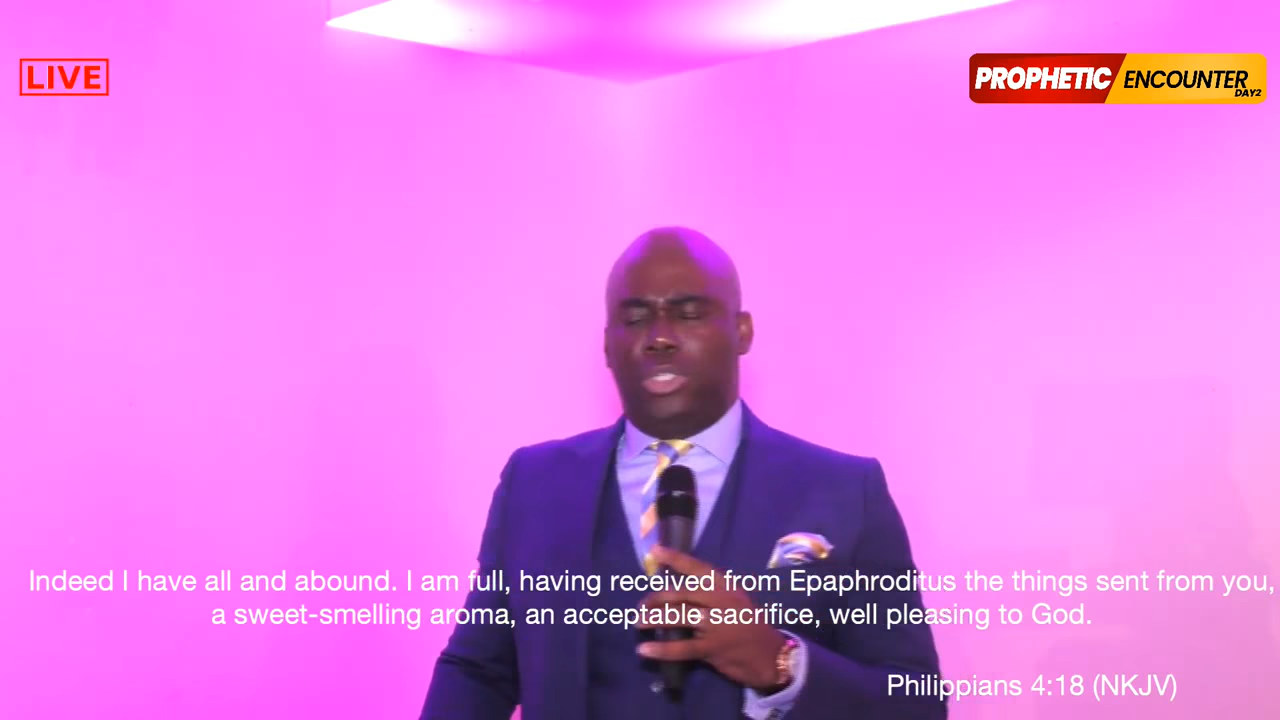 LIVE
PROPHETIC ENCOUNTER
DAY2
Indeed I have all and abound. I am full, having received from Epaphroditus the things sent from you,
a sweet-smelling aroma, an acceptable sacrifice, well pleasing to God.
Philippians 4:18 (NKJV)